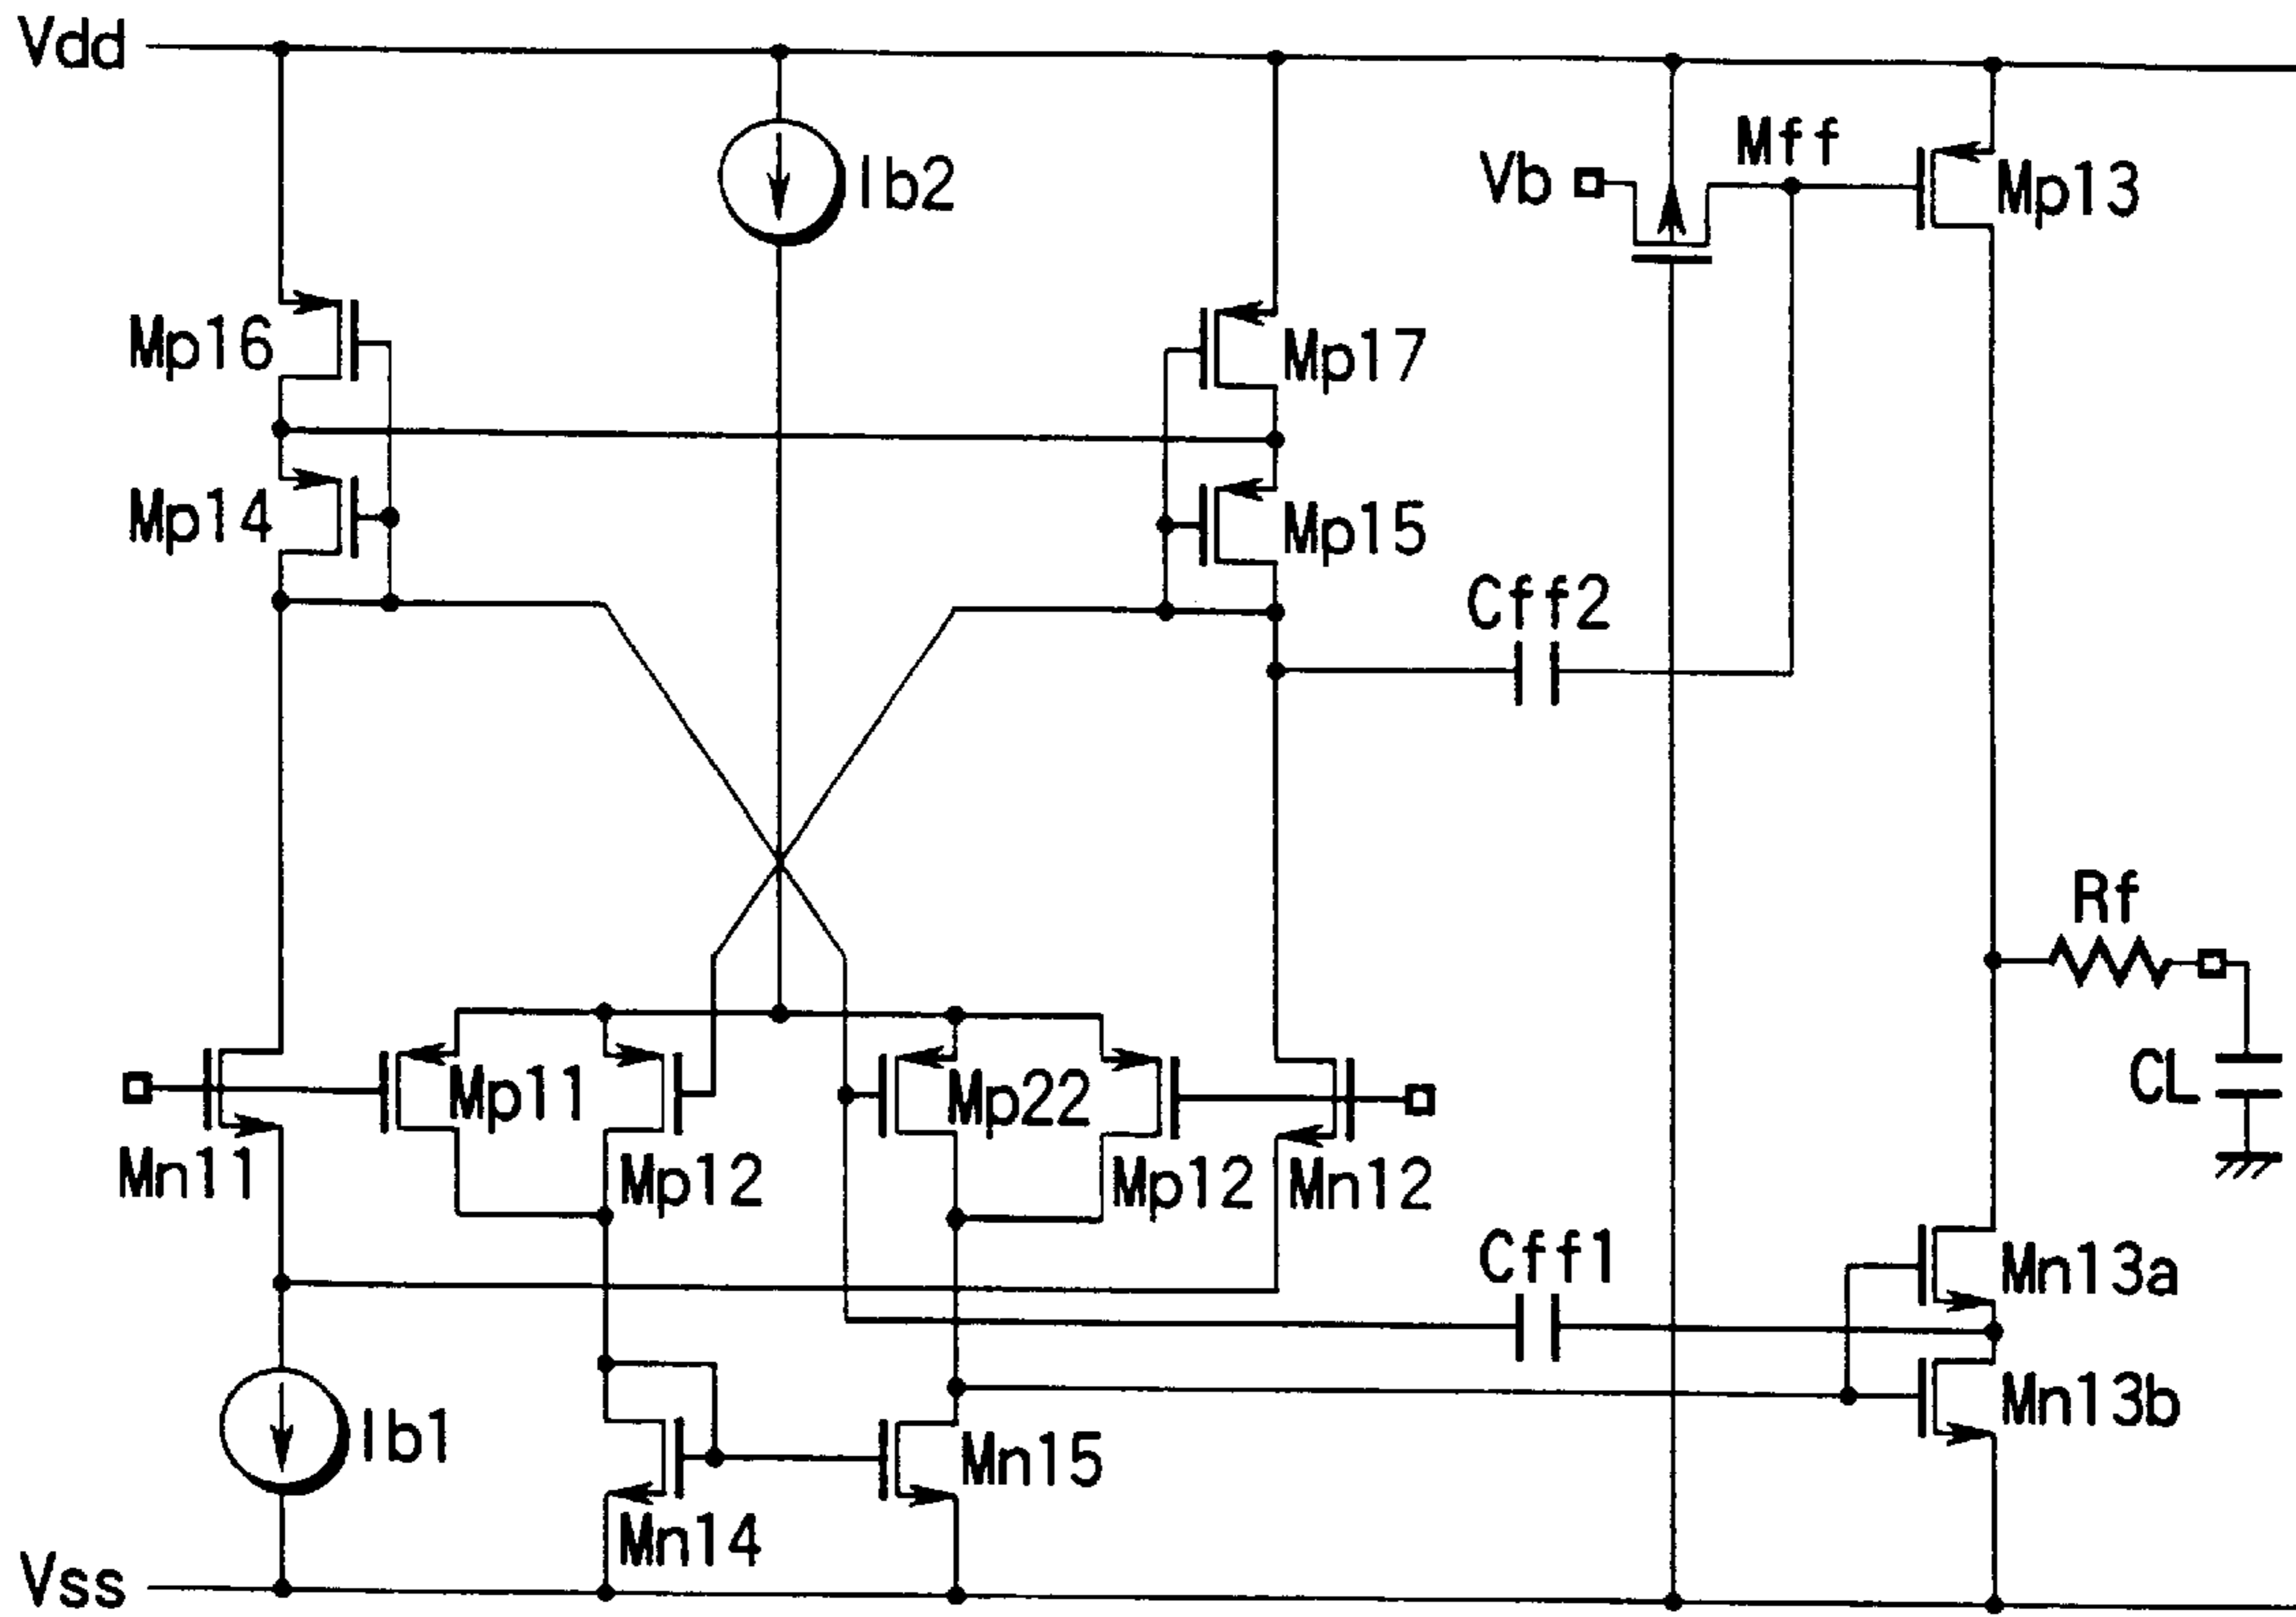 Vdd
Ib2
Vb
Mff
Mp13
Mp16
Mp17
Mp14
Mp15
Cff2
Rf
Mp11
Mp22
CL
Mn11
Mp12
Mp12
Mn12
Cff1
Mn13a
Ib1
Mn15
Mn13b
Mn14
Vss